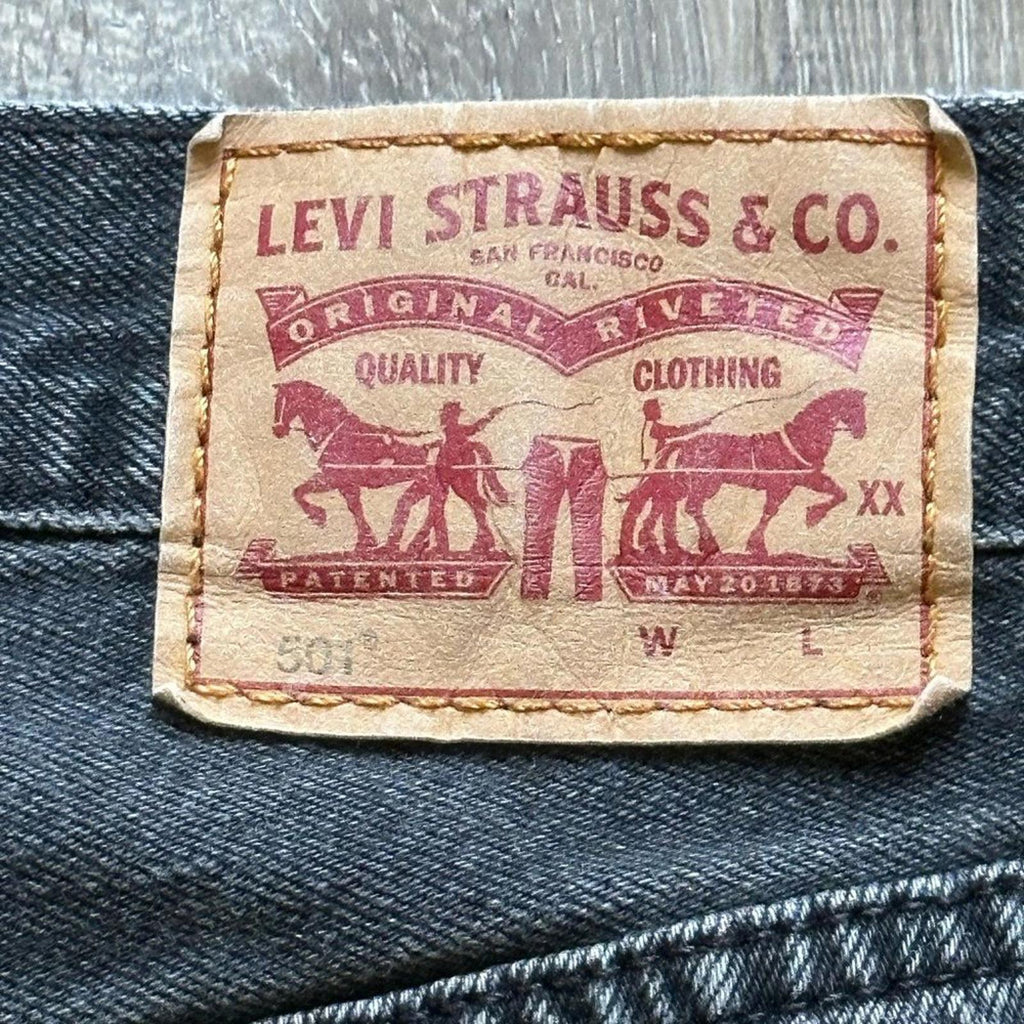 LEVI STRAUSS & CO.
SAN FRANCISCO
CAL.
ORIGINAL RIVETED
QUALITY CLOTHING
XX
PATENTED MAY 20 1873
501® W L